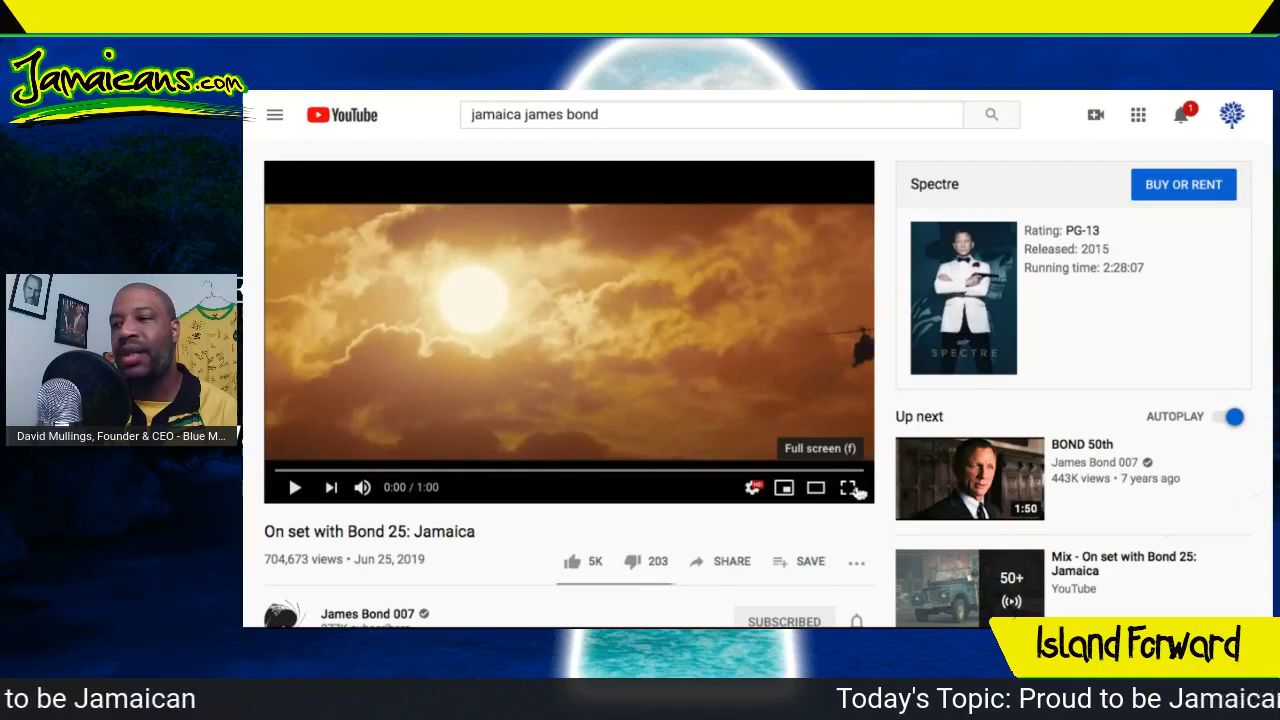 Jamaicans.com
YouTube
jamaica james bond
1
Spectre
BUY OR RENT
Rating: PG-13
Released: 2015
Running time: 2:28:07
SPECTRE
Full screen (f)
0:00 / 1:00
HD
Up next
AUTOPLAY
BOND 50th
James Bond 007
443K views • 7 years ago
1:50
On set with Bond 25: Jamaica
704,673 views • Jun 25, 2019
5K
203
SHARE
SAVE
Mix - On set with Bond 25:
Jamaica
YouTube
50+
James Bond 007
SUBSCRIBED
David Mullings, Founder & CEO - Blue M...
Island Forward
to be Jamaican
Today's Topic: Proud to be Jamaica